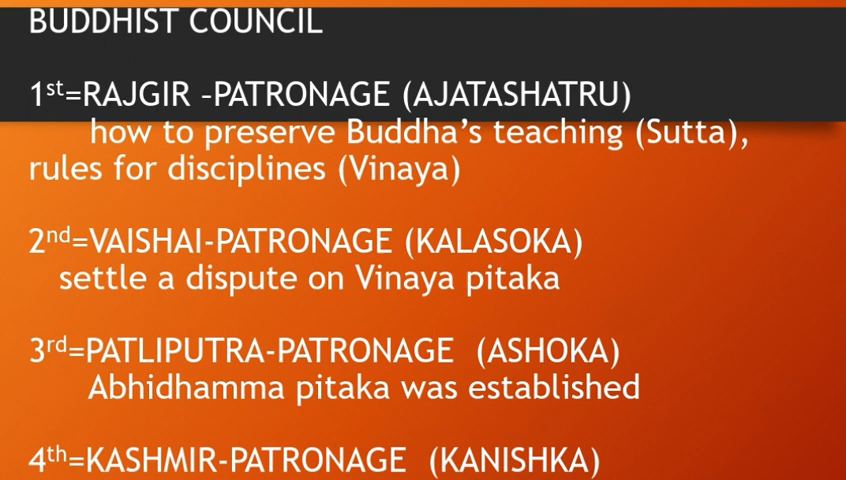 BUDDHIST COUNCIL
1st=RAJGIR –PATRONAGE (AJATASHATRU)
how to preserve Buddha’s teaching (Sutta),
rules for disciplines (Vinaya)
2nd=VAISHAI-PATRONAGE (KALASOKA)
settle a dispute on Vinaya pitaka
3rd=PATLIPUTRA-PATRONAGE (ASHOKA)
Abhidhamma pitaka was established
4th=KASHMIR-PATRONAGE (KANISHKA)